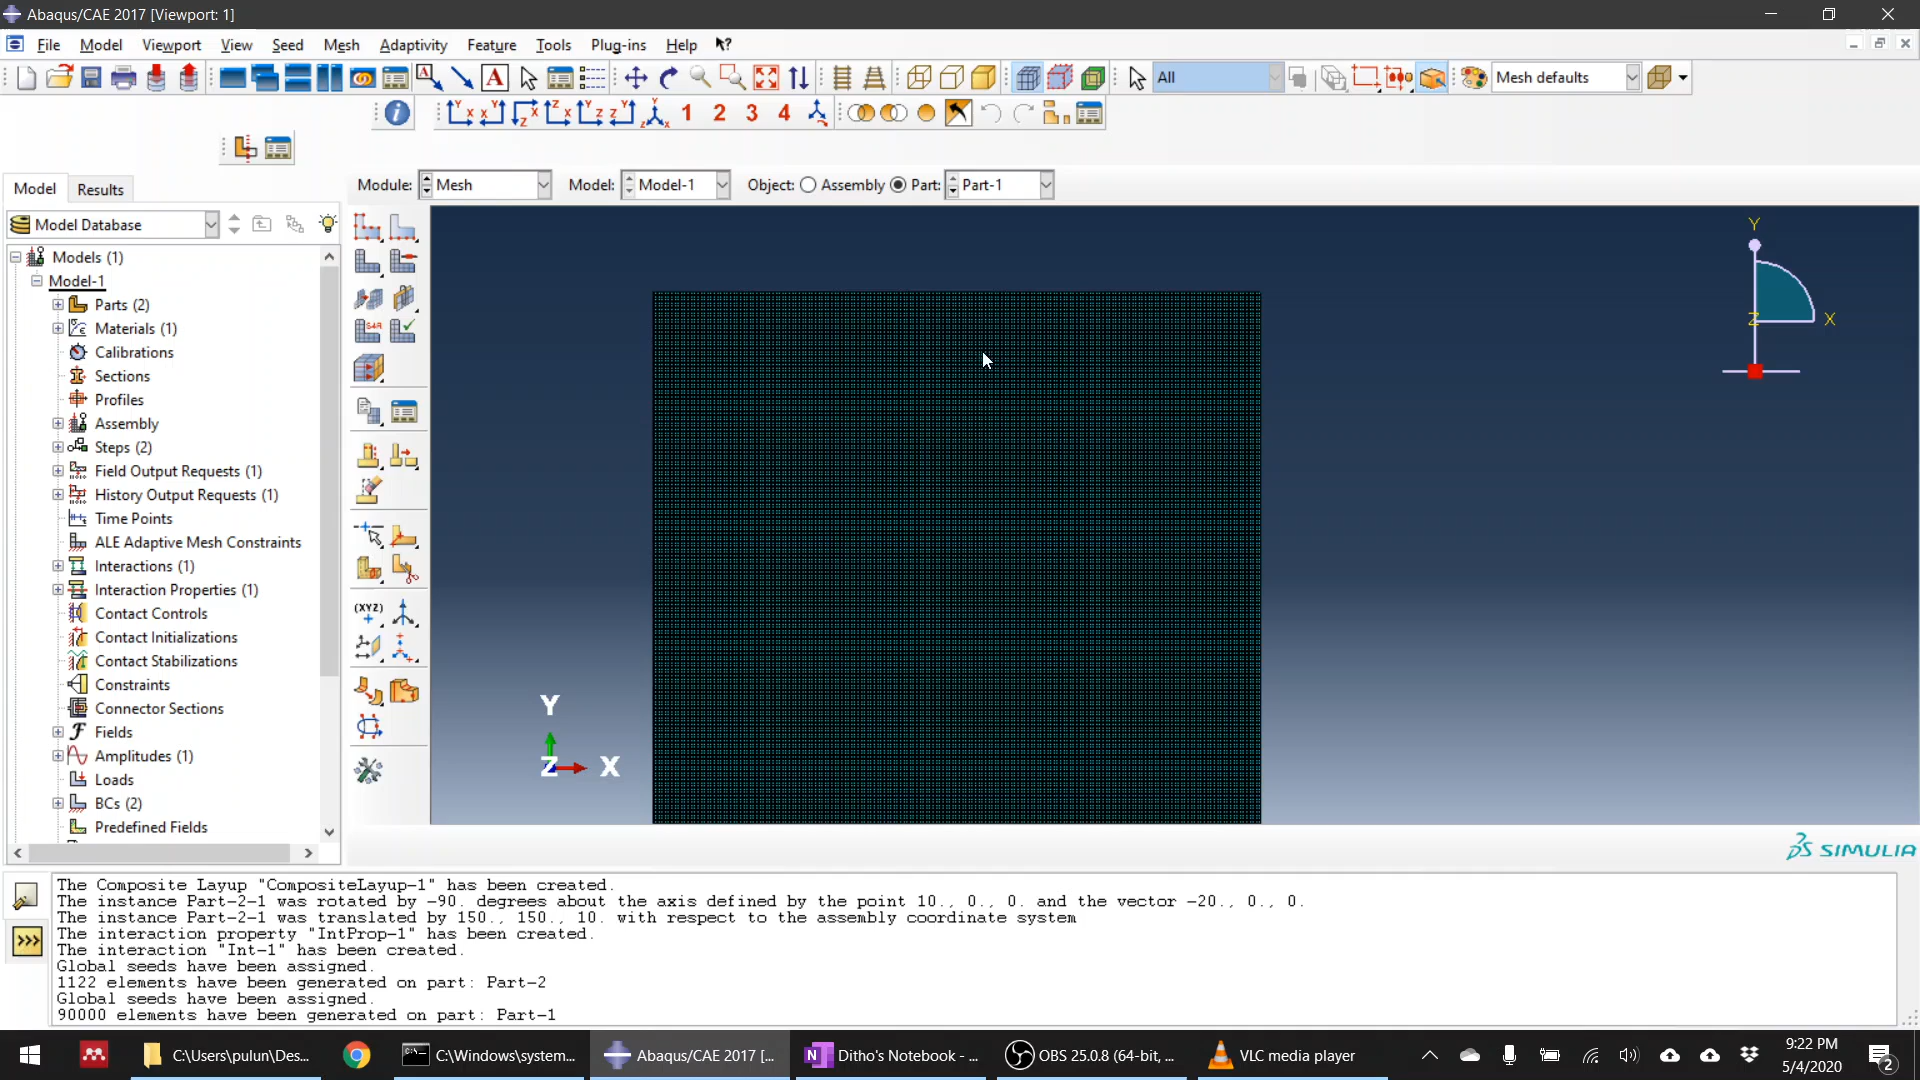 Abaqus/CAE 2017 [Viewport: 1]
File Model Viewport View Seed Mesh Adaptivity Feature Tools Plug-ins Help
All
Mesh defaults
1 2 3 4
Model Results
Module: Mesh Model: Model-1 Object: Assembly Part: Part-1
Model Database
Models (1)
Model-1
Parts (2)
Materials (1)
Calibrations
Sections
Profiles
Assembly
Steps (2)
Field Output Requests (1)
History Output Requests (1)
Time Points
ALE Adaptive Mesh Constraints
Interactions (1)
Interaction Properties (1)
Contact Controls
Contact Initializations
Contact Stabilizations
Constraints
Connector Sections
Fields
Amplitudes (1)
Loads
BCs (2)
Predefined Fields
(XYZ)
Y
Z X
Y
Z X
SIMULIA
The Composite Layup "CompositeLayup-1" has been created.
The instance Part-2-1 was rotated by -90. degrees about the axis defined by the point 10., 0., 0. and the vector -20., 0., 0.
The instance Part-2-1 was translated by 150., 150., 10. with respect to the assembly coordinate system
The interaction property "IntProp-1" has been created.
The interaction "Int-1" has been created.
Global seeds have been assigned.
1122 elements have been generated on part: Part-2
Global seeds have been assigned.
90000 elements have been generated on part: Part-1
C:\Users\pulun\Des...
C:\Windows\system...
Abaqus/CAE 2017 [...
Ditho's Notebook - ...
OBS 25.0.8 (64-bit, ...
VLC media player
9:22 PM
5/4/2020
2